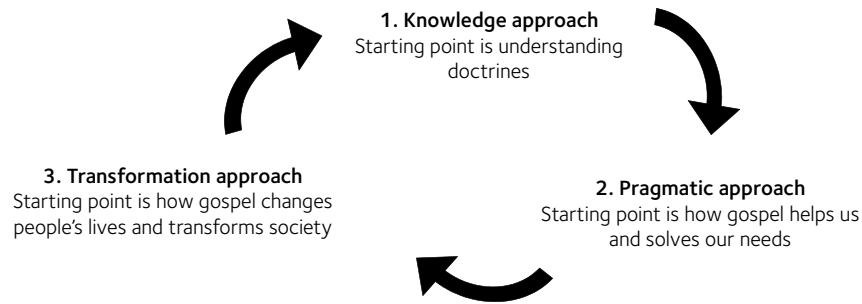 1. Knowledge approach
Starting point is understanding
doctrines
2. Pragmatic approach
Starting point is how gospel helps us
and solves our needs
3. Transformation approach
Starting point is how gospel changes
people’s lives and transforms society